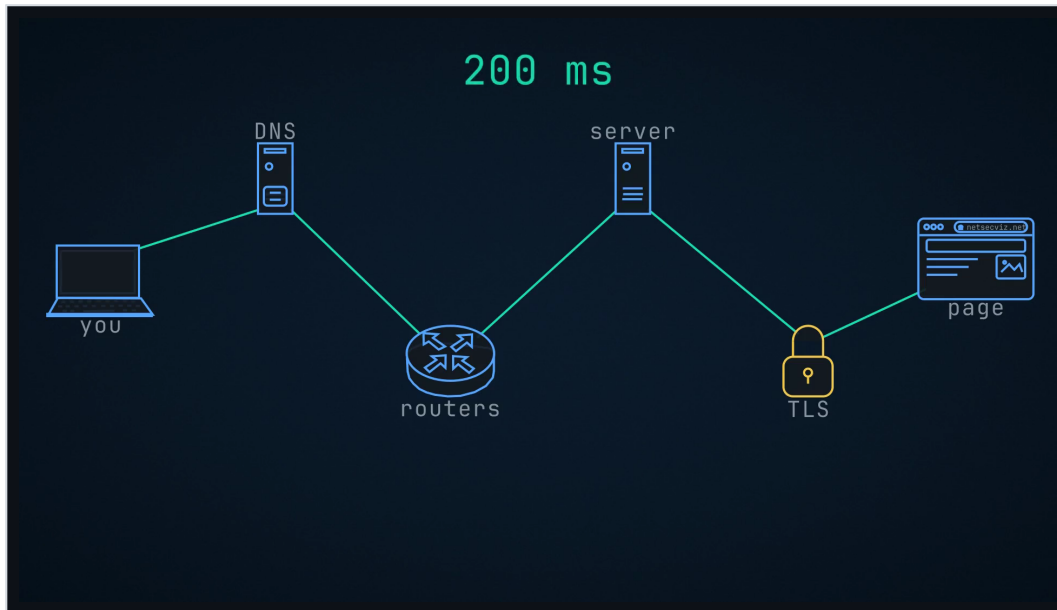 200 ms
DNS
server
netsecviz.net
you
page
routers
TLS